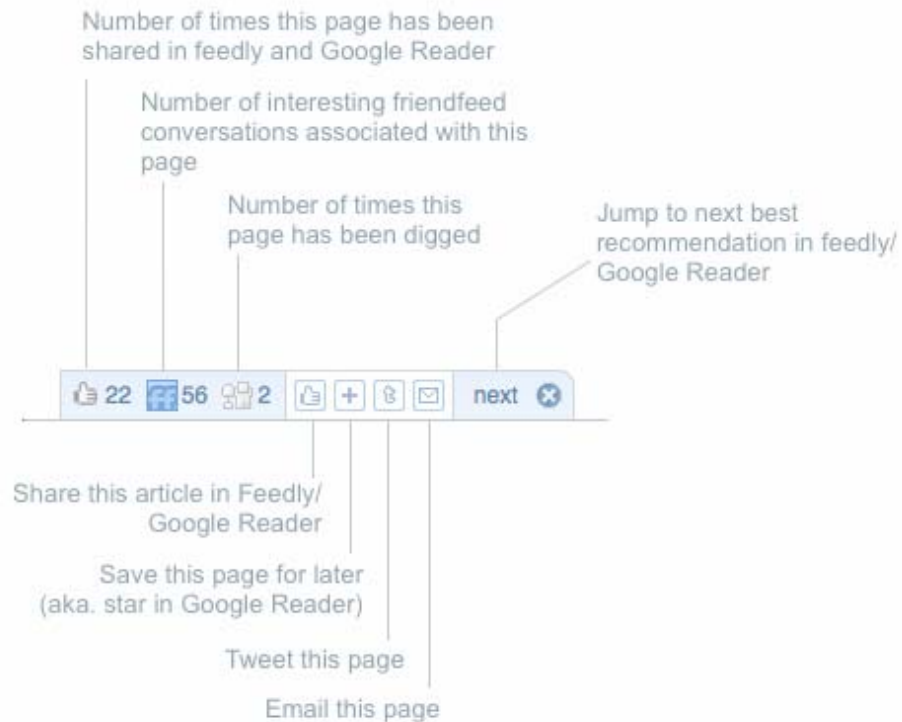 Number of times this page has been
shared in feedly and Google Reader
Number of interesting friendfeed
conversations associated with this
page
Number of times this
page has been digged
Jump to next best
recommendation in feedly/
Google Reader
22 ff 56 2 next
Share this article in Feedly/
Google Reader
Save this page for later
(aka. star in Google Reader)
Tweet this page
Email this page